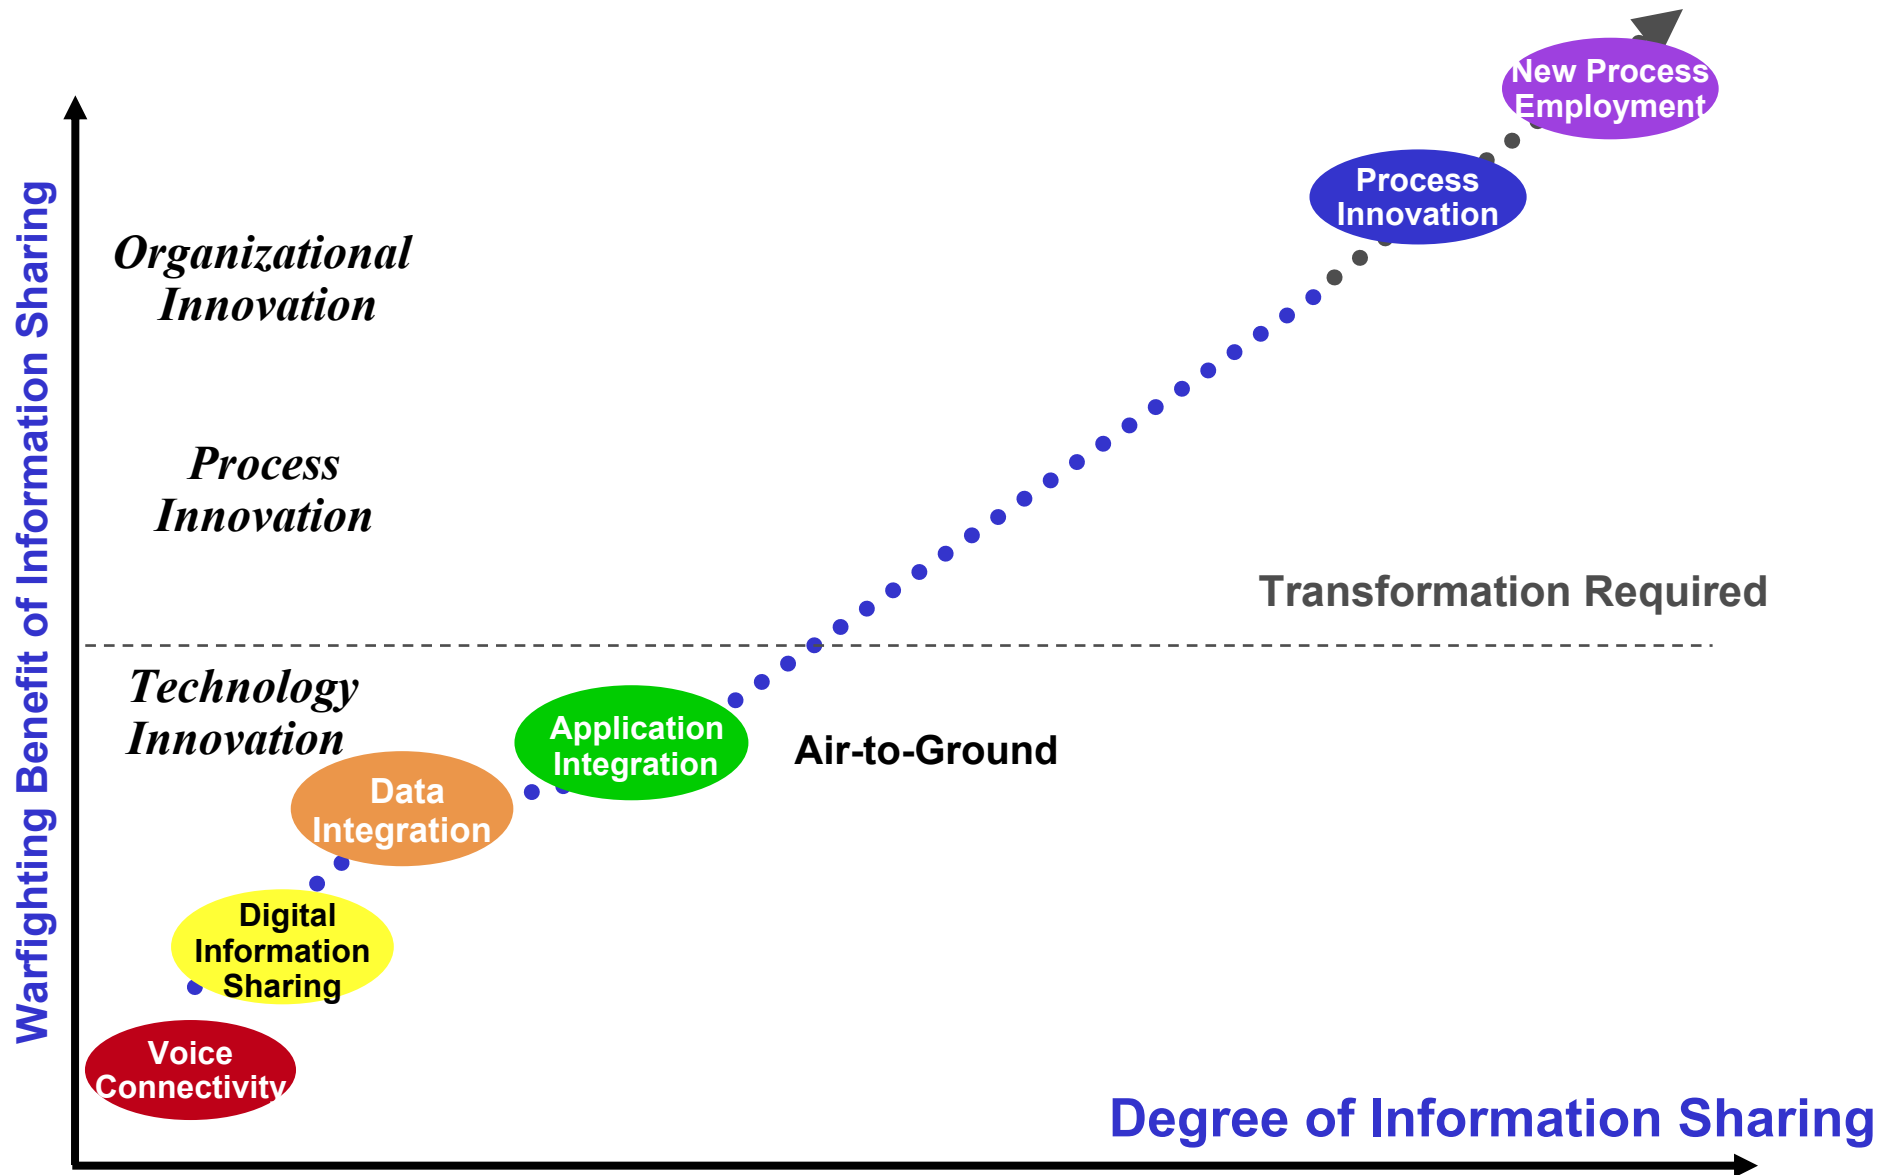 New Process
Employment
Process
Innovation
Organizational
Innovation
Process
Innovation
Transformation Required
Technology
Innovation
Application
Integration
Air-to-Ground
Data
Integration
Digital
Information
Sharing
Voice
Connectivity
Warfighting Benefit of Information Sharing
Degree of Information Sharing